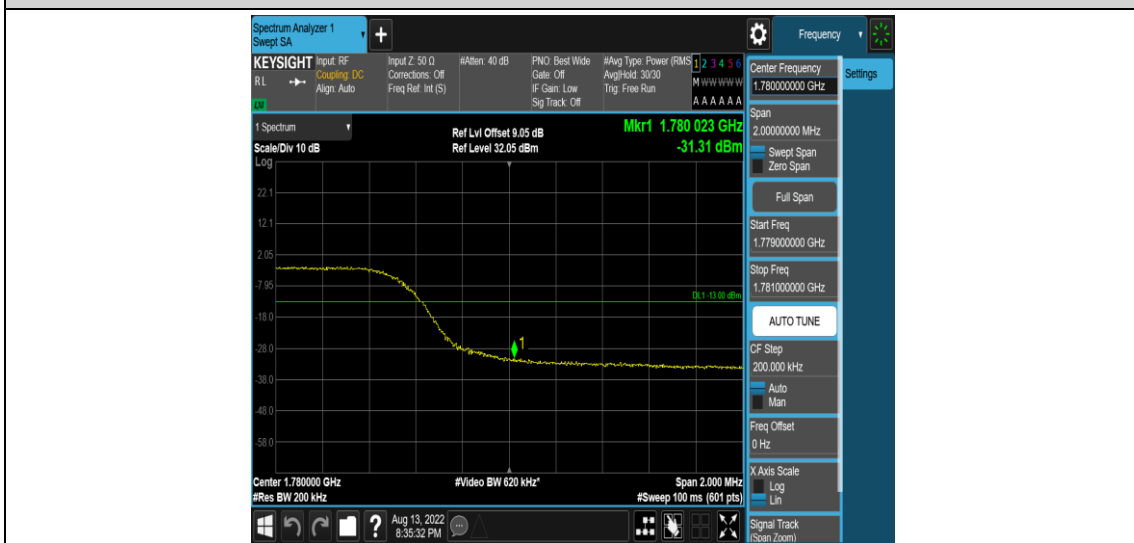 Spectrum Analyzer 1
Swept SA
+
Frequency
KEYSIGHT
RL
LXI
Input: RF
Coupling: DC
Align: Auto
Input Z: 50 Ω
Corrections: Off
Freq Ref: Int (S)
#Atten: 40 dB
PNO: Best Wide
Gate: Off
IF Gain: Low
Sig Track: Off
#Avg Type: Power (RMS
Avg|Hold: 30/30
Trig: Free Run
1 2 3 4 5 6
M W W W W W
A A A A A A
1 Spectrum
Scale/Div 10 dB
Log
Ref Lvl Offset 9.05 dB
Ref Level 32.05 dBm
Mkr1 1.780 023 GHz
-31.31 dBm
22.1
12.1
2.05
-7.95
-18.0
-28.0
-38.0
-48.0
-58.0
DL1 -13.00 dBm
1
Center 1.780000 GHz
#Res BW 200 kHz
#Video BW 620 kHz*
Span 2.000 MHz
#Sweep 100 ms (601 pts)
?
Aug 13, 2022
8:35:32 PM
Center Frequency
1.780000000 GHz
Settings
Span
2.00000000 MHz
Swept Span
Zero Span
Full Span
Start Freq
1.779000000 GHz
Stop Freq
1.781000000 GHz
AUTO TUNE
CF Step
200.000 kHz
Auto
Man
Freq Offset
0 Hz
X Axis Scale
Log
Lin
Signal Track
(Span Zoom)